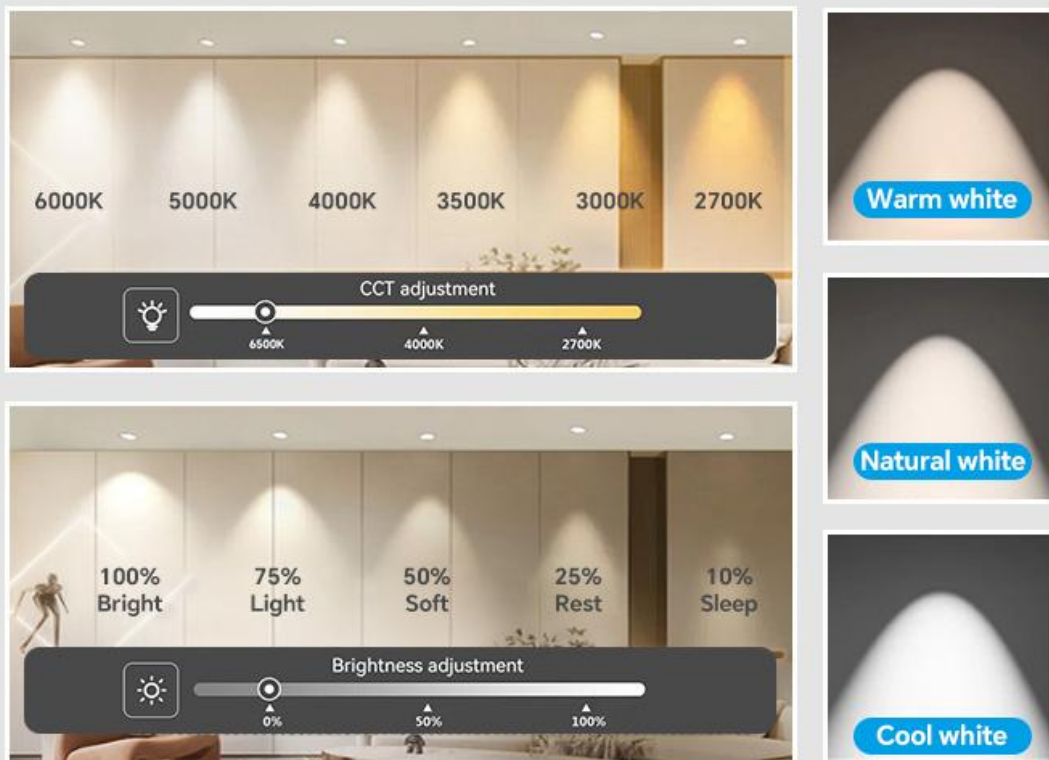 6000K 5000K 4000K 3500K 3000K 2700K
CCT adjustment
6500K 4000K 2700K
100% 75% 50% 25% 10%
Bright Light Soft Rest Sleep
Brightness adjustment
0% 50% 100%
Warm white
Natural white
Cool white